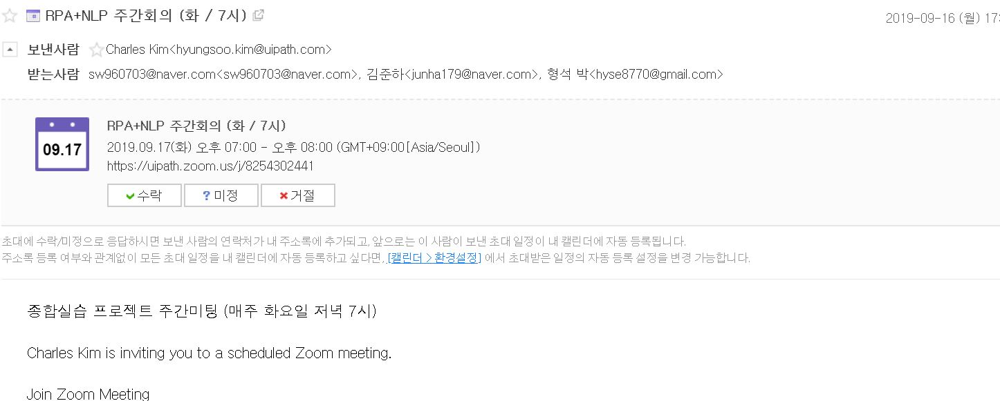 RPA+NLP 주간회의 (화 / 7시)
2019-09-16 (월) 17:
보낸사람 Charles Kim<hyungsoo.kim@uipath.com>
받는사람 sw960703@naver.com<sw960703@naver.com>, 김준하<junha179@naver.com>, 형석 박<hyse8770@gmail.com>
09.17
RPA+NLP 주간회의 (화 / 7시)
2019.09.17(화) 오후 07:00 - 오후 08:00 (GMT+09:00[Asia/Seoul])
https://uipath.zoom.us/j/8254302441
수락 ? 미정 거절
초대에 수락/미정으로 응답하시면 보낸 사람의 연락처가 내 주소록에 추가되고, 앞으로는 이 사람이 보낸 초대 일정이 내 캘린더에 자동 등록됩니다.
주소록 등록 여부와 관계없이 모든 초대 일정을 내 캘린더에 자동 등록하고 싶다면, [캘린더 > 환경설정] 에서 초대받은 일정의 자동 등록 설정을 변경 가능합니다.
종합실습 프로젝트 주간미팅 (매주 화요일 저녁 7시)
Charles Kim is inviting you to a scheduled Zoom meeting.
Join Zoom Meeting